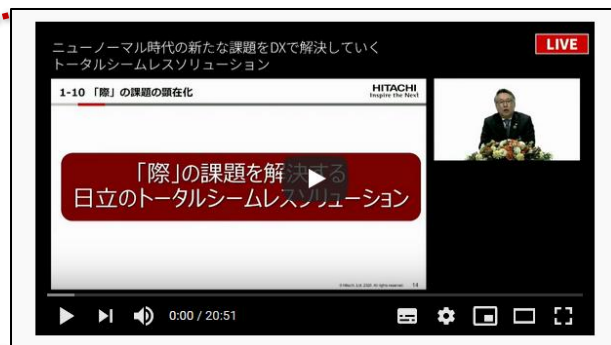 ニューノーマル時代の新たな課題をDXで解決していく
トータルシームレスソリューション
LIVE
1-10 「際」の課題の顕在化
HITACHI
Inspire the Next
「際」の課題を解決する
日立のトータルシームレスソリューション
14
0:00 / 20:51